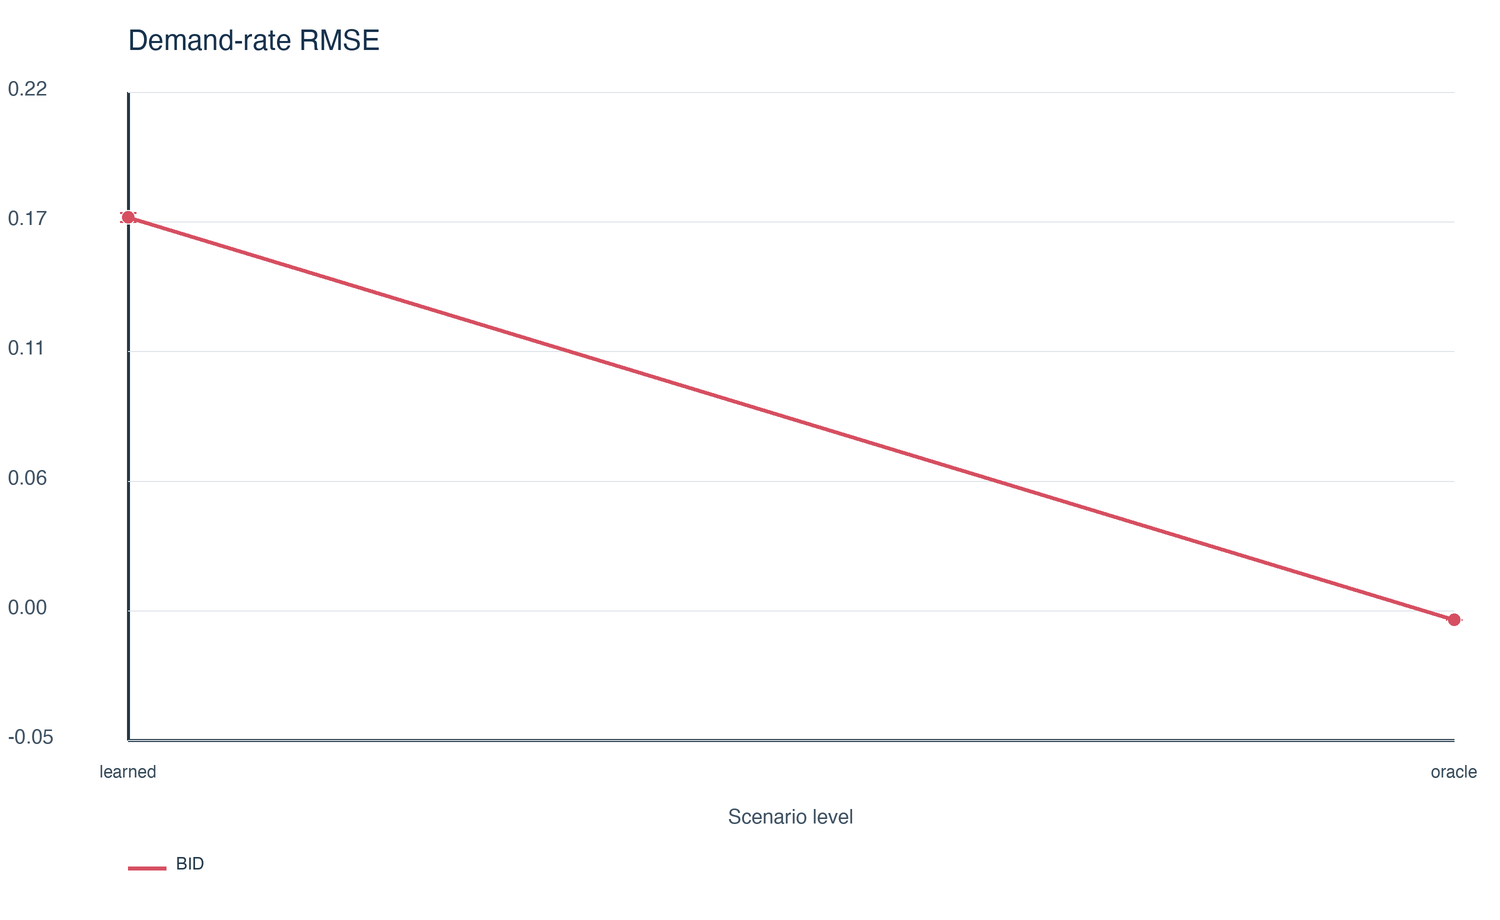 Demand-rate RMSE
0.22
0.17
0.11
0.06
0.00
-0.05
learned
oracle
Scenario level
BID